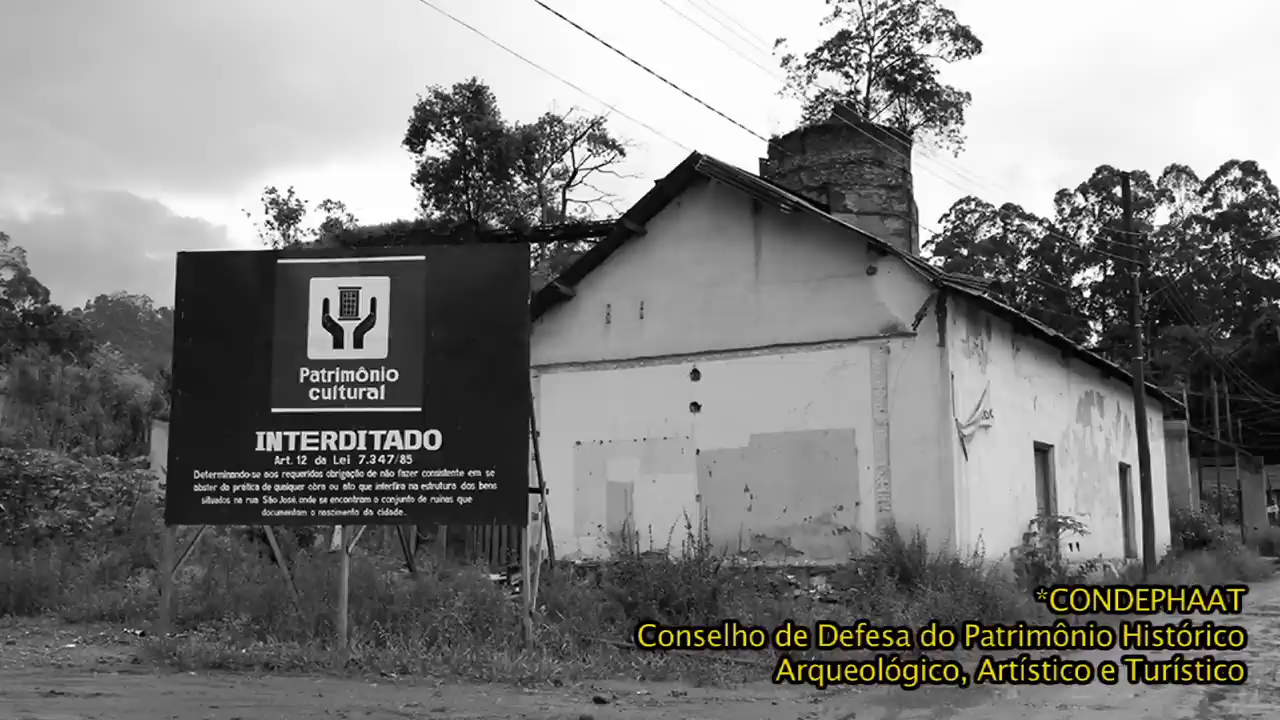 Patrimônio
cultural
INTERDITADO
Art. 12 da Lei 7.347/85
Determinando-se aos requeridos obrigação de não fazer consistente em se
abster da prática de qualquer obra ou ato que interfira na estrutura dos bens
situados na rua São José, onde se encontram o conjunto de ruínas que
documentam o nascimento da cidade.
*CONDEPHAAT
Conselho de Defesa do Patrimônio Histórico
Arqueológico, Artístico e Turístico